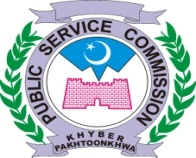 PUBLIC SERVICE COMMISSION
KHYBER
PAKHTOONKHWA